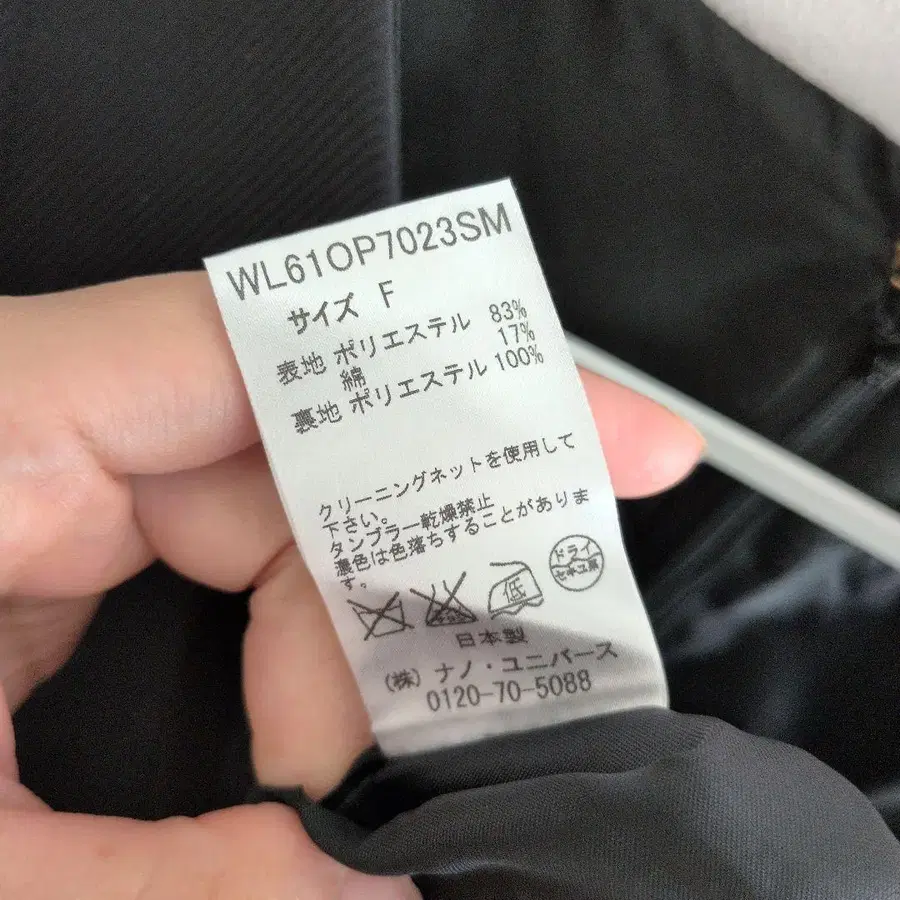 WL61OP7023SM
サイズ F
表地 ポリエステル 83%
綿 17%
裏地 ポリエステル 100%
クリーニングネットを使用して
下さい。
タンブラー乾燥禁止
濃色は色落ちすることがありま
す。
低
ドライ
セキユ系
日本製
(株) ナノ・ユニバース
0120-70-5088